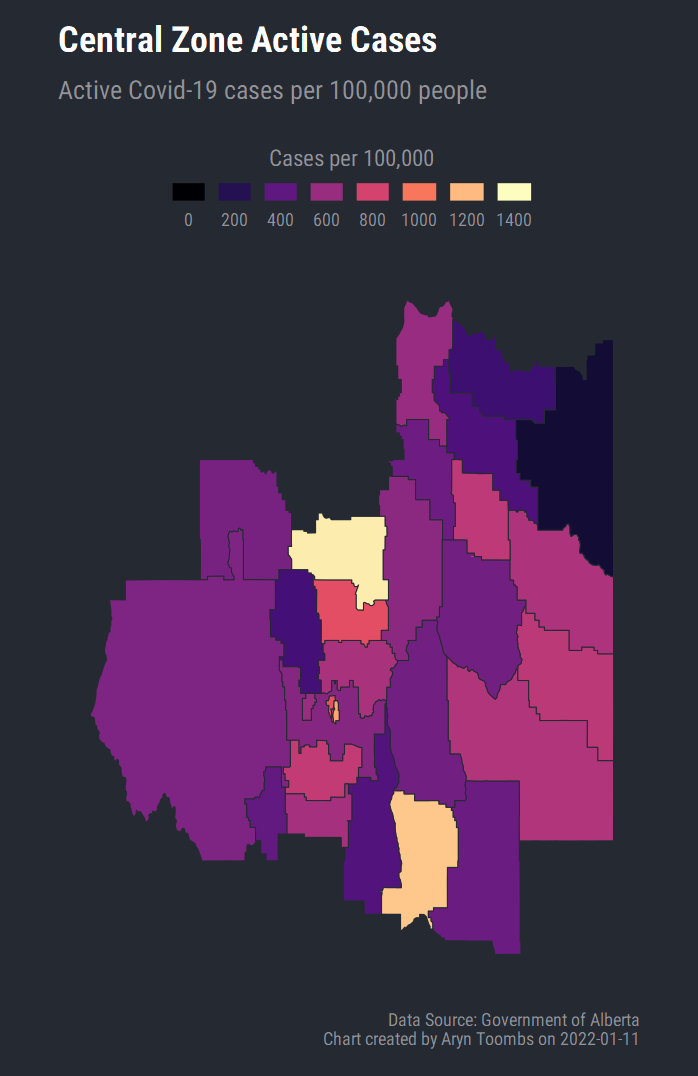 Central Zone Active Cases
Active Covid-19 cases per 100,000 people
Cases per 100,000
0 200 400 600 800 1000 1200 1400
Data Source: Government of Alberta
Chart created by Aryn Toombs on 2022-01-11